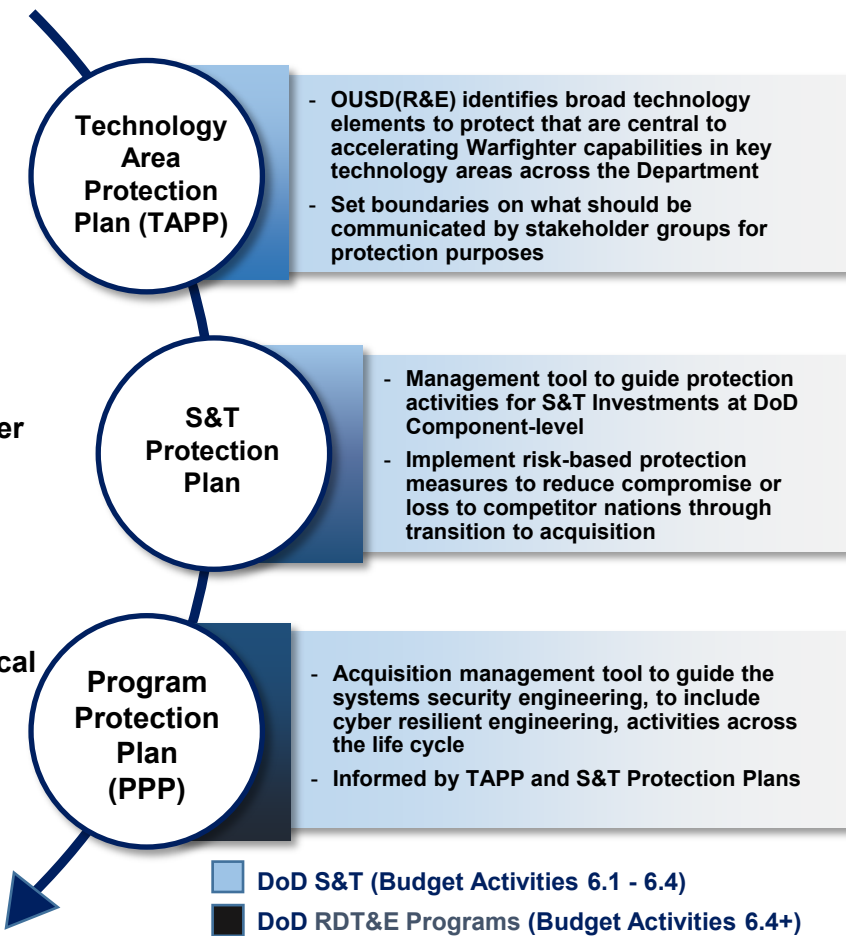 Technology
Area
Protection
Plan (TAPP)
- OUSD(R&E) identifies broad technology
elements to protect that are central to
accelerating Warfighter capabilities in key
technology areas across the Department
- Set boundaries on what should be
communicated by stakeholder groups for
protection purposes
er
S&T
Protection
Plan
- Management tool to guide protection
activities for S&T Investments at DoD
Component-level
- Implement risk-based protection
measures to reduce compromise or
loss to competitor nations through
transition to acquisition
cal
Program
Protection
Plan
(PPP)
- Acquisition management tool to guide the
systems security engineering, to include
cyber resilient engineering, activities across
the life cycle
- Informed by TAPP and S&T Protection Plans
DoD S&T (Budget Activities 6.1 - 6.4)
DoD RDT&E Programs (Budget Activities 6.4+)